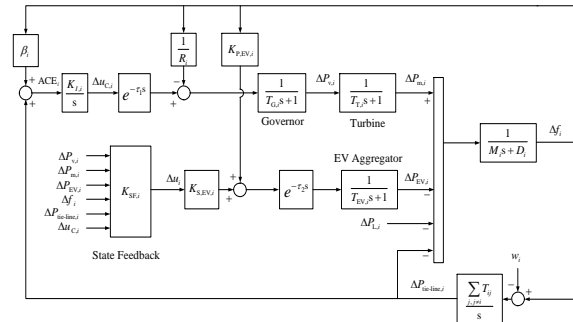 β_i
1/R_i
K_{P,EV,i}
+ ACE_i
+
K_{I,i}/s
Δu_{C,i}
e^{-τ_1 s}
−
+
1/(T_{G,i}s+1)
Governor
ΔP_{v,i}
1/(T_{T,i}s+1)
Turbine
ΔP_{m,i}
+
1/(M_i s+D_i)
Δf_i
ΔP_{v,i}
ΔP_{m,i}
ΔP_{EV,i}
Δf_i
ΔP_{tie-line,i}
Δu_{C,i}
K_{SF,i}
State Feedback
Δu_i
K_{S,EV,i}
+
+
e^{-τ_2 s}
EV Aggregator
1/(T_{EV,i}s+1)
ΔP_{EV,i}
−
ΔP_{L,i}
−
−
ΔP_{tie-line,i}
∑_{j,j≠i} T_{ij}/s
w_i
−
+